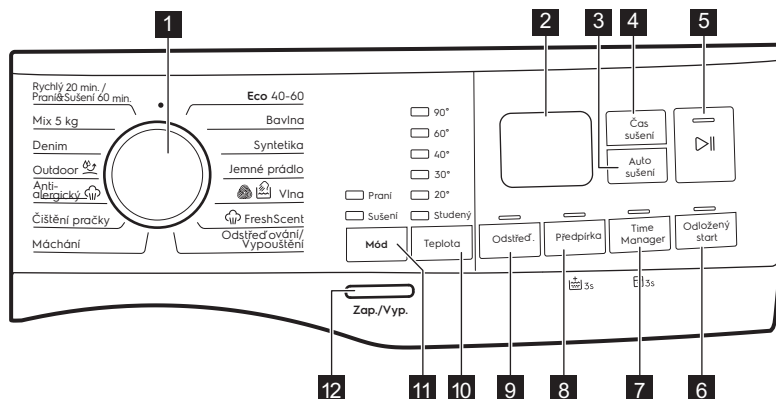 1
2
3
4
5
Rychlý 20 min. /
Praní&Sušení 60 min.
Mix 5 kg
Denim
Outdoor
Anti-
alergický
Čištění pračky
Máchání
Eco 40-60
Bavlna
Syntetika
Jemné prádlo
Vlna
FreshScent
Odstřeďování/
Vypouštění
90°
60°
40°
30°
20°
Studený
Praní
Sušení
Mód
Teplota
Čas
sušení
Auto
sušení
Odstřeď.
Předpírka
Time
Manager
Odložený
start
3s
3s
Zap./Vyp.
12
11
10
9
8
7
6